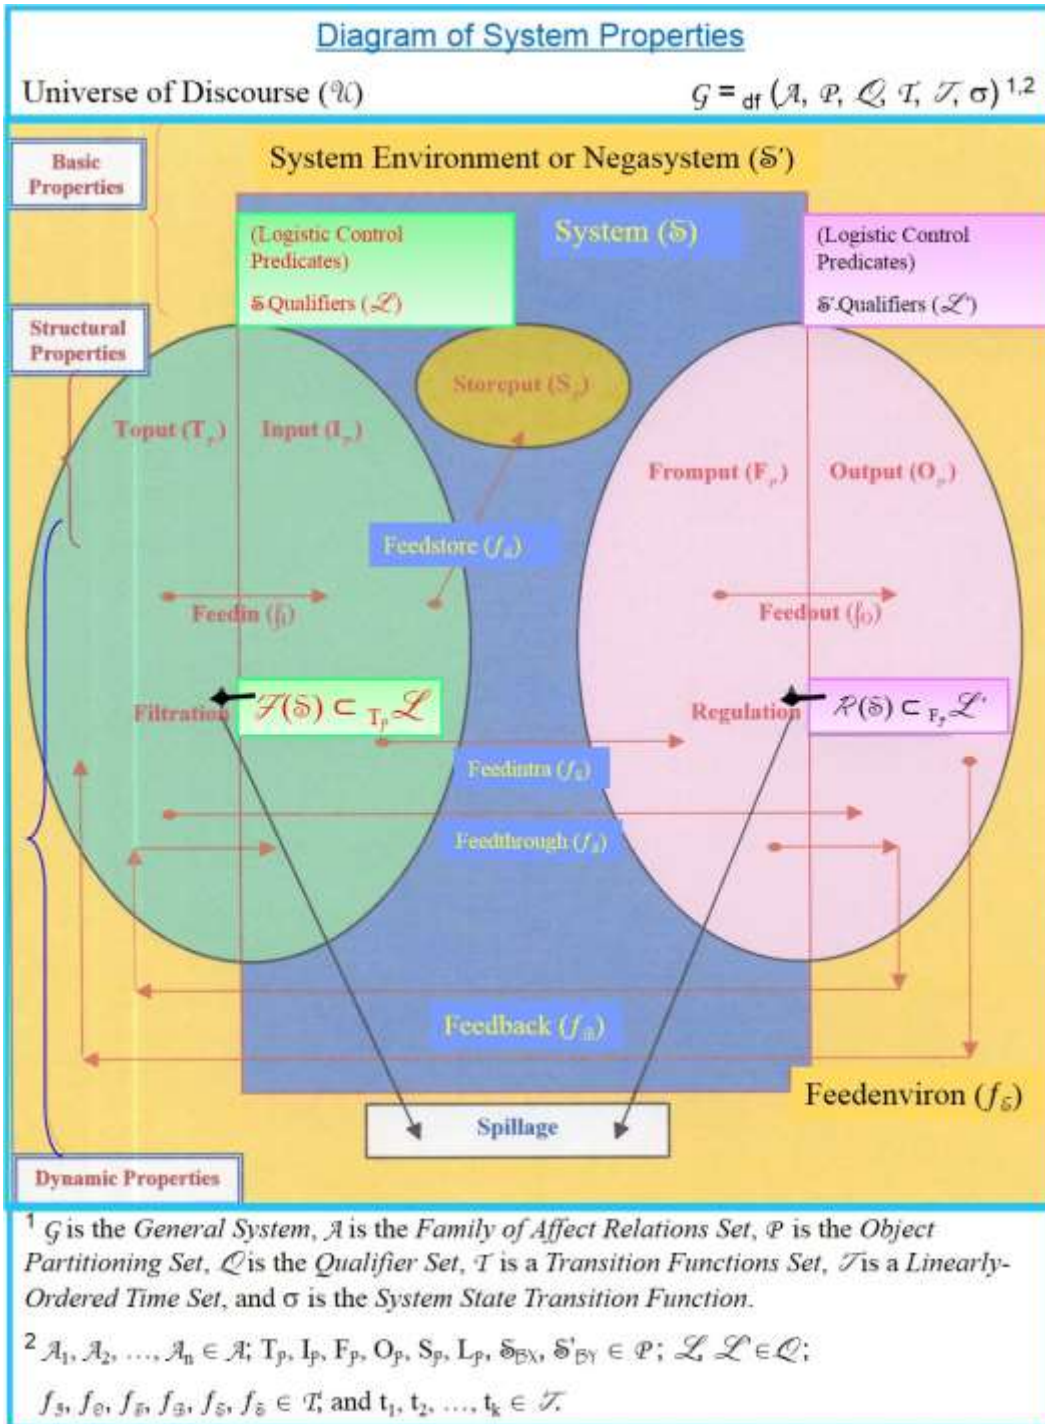 Diagram of System Properties
Universe of Discourse (𝒰)
𝒢 = df (𝒜, 𝒫, 𝒬, 𝒯, 𝒯, σ) 1,2
Basic
Properties
System Environment or Negasystem (𝕊')
System (𝕊)
(Logistic Control
Predicates)
𝕊 Qualifiers (ℒ)
(Logistic Control
Predicates)
𝕊'.Qualifiers (ℒ')
Structural
Properties
Storeput (S𝓅)
Toput (T𝓅)
Input (I𝓅)
Fromput (F𝓅)
Output (O𝓅)
Feedstore
Feedin
Feedout
Filtration
ℱ(𝕊) ⊂ T𝓅 ℒ
Regulation
ℛ(𝕊) ⊂ F𝓅 ℒ'
Feedintra
Feedthrough
Feedback
Feedenviron
Spillage
Dynamic Properties
1 𝒢 is the General System, 𝒜 is the Family of Affect Relations Set, 𝒫 is the Object
Partitioning Set, 𝒬 is the Qualifier Set, 𝒯 is a Transition Functions Set, 𝒯 is a Linearly-
Ordered Time Set, and σ is the System State Transition Function.
2 𝒜1, 𝒜2, …, 𝒜n ∈ 𝒜; T𝓅, I𝓅, F𝓅, O𝓅, S𝓅, L𝓅, 𝕊BX, 𝕊'BY ∈ 𝒫; ℒ, ℒ' ∈ 𝒬;
∈ 𝒯; and t1, t2, …, tk ∈ 𝒯.